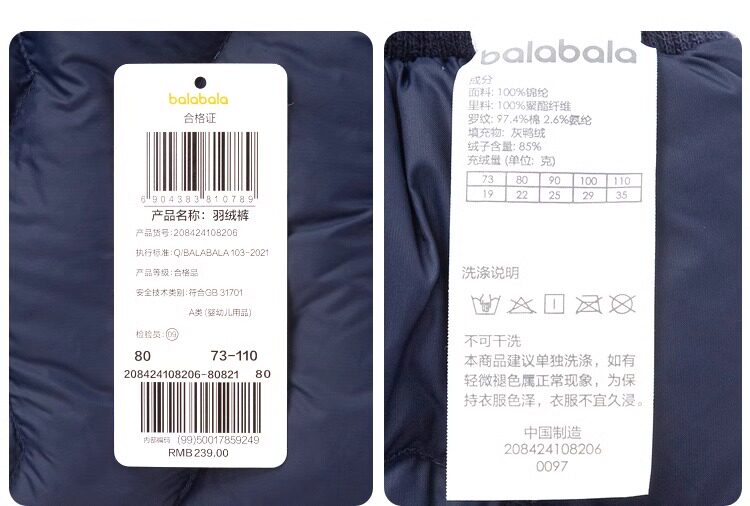 balabala
合格证
6904383810789
产品名称：羽绒裤
产品货号：208424108206
执行标准：Q/BALABALA 103-2021
产品等级：合格品
安全技术类别：符合GB 31701
A类 (婴幼儿用品)
检验员：09
80 73-110
208424108206-80821 80
内部编码 (99)50017859249
RMB239.00
balabala
成分
面料：100%锦纶
里料：100%聚酯纤维
罗纹：97.4%棉 2.6%氨纶
填充物：灰鸭绒
绒子含量：85%
充绒量 (单位：克)
73 80 90 100 110
19 22 25 29 35
洗涤说明
不可干洗
本商品建议单独洗涤，如有
轻微褪色属正常现象，为保
持衣服色泽，衣服不宜久浸。
中国制造
208424108206
0097